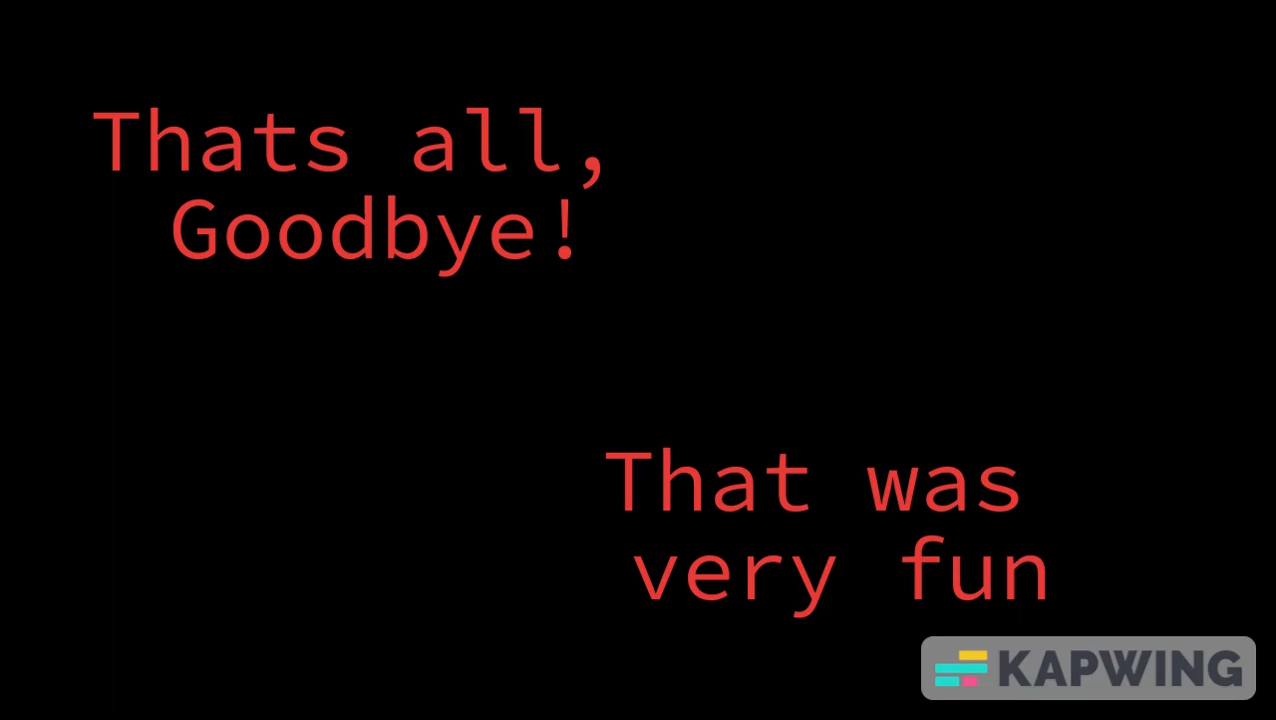 Thats all,
Goodbye!
That was
very fun
KAPWING